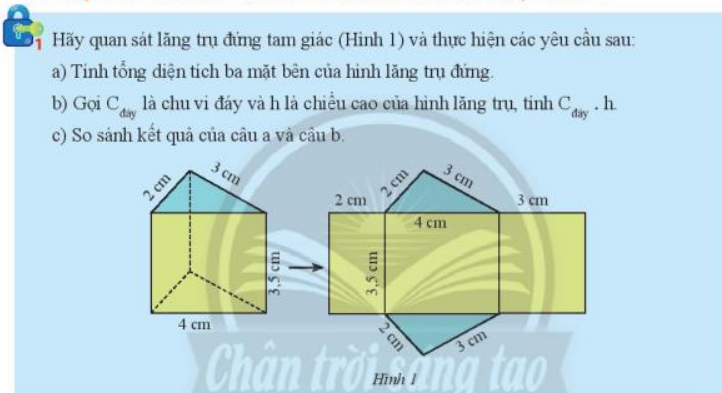 1 Hãy quan sát lăng trụ đứng tam giác (Hình 1) và thực hiện các yêu cầu sau:
a) Tính tổng diện tích ba mặt bên của hình lăng trụ đứng.
b) Gọi C đáy là chu vi đáy và h là chiều cao của hình lăng trụ, tính C đáy . h.
c) So sánh kết quả của câu a và câu b.
2 cm 3 cm
3,5 cm
4 cm
2 cm 2 cm 3 cm 3 cm
4 cm
3,5 cm
2 cm 3 cm
Hình 1
Chân trời sáng tạo